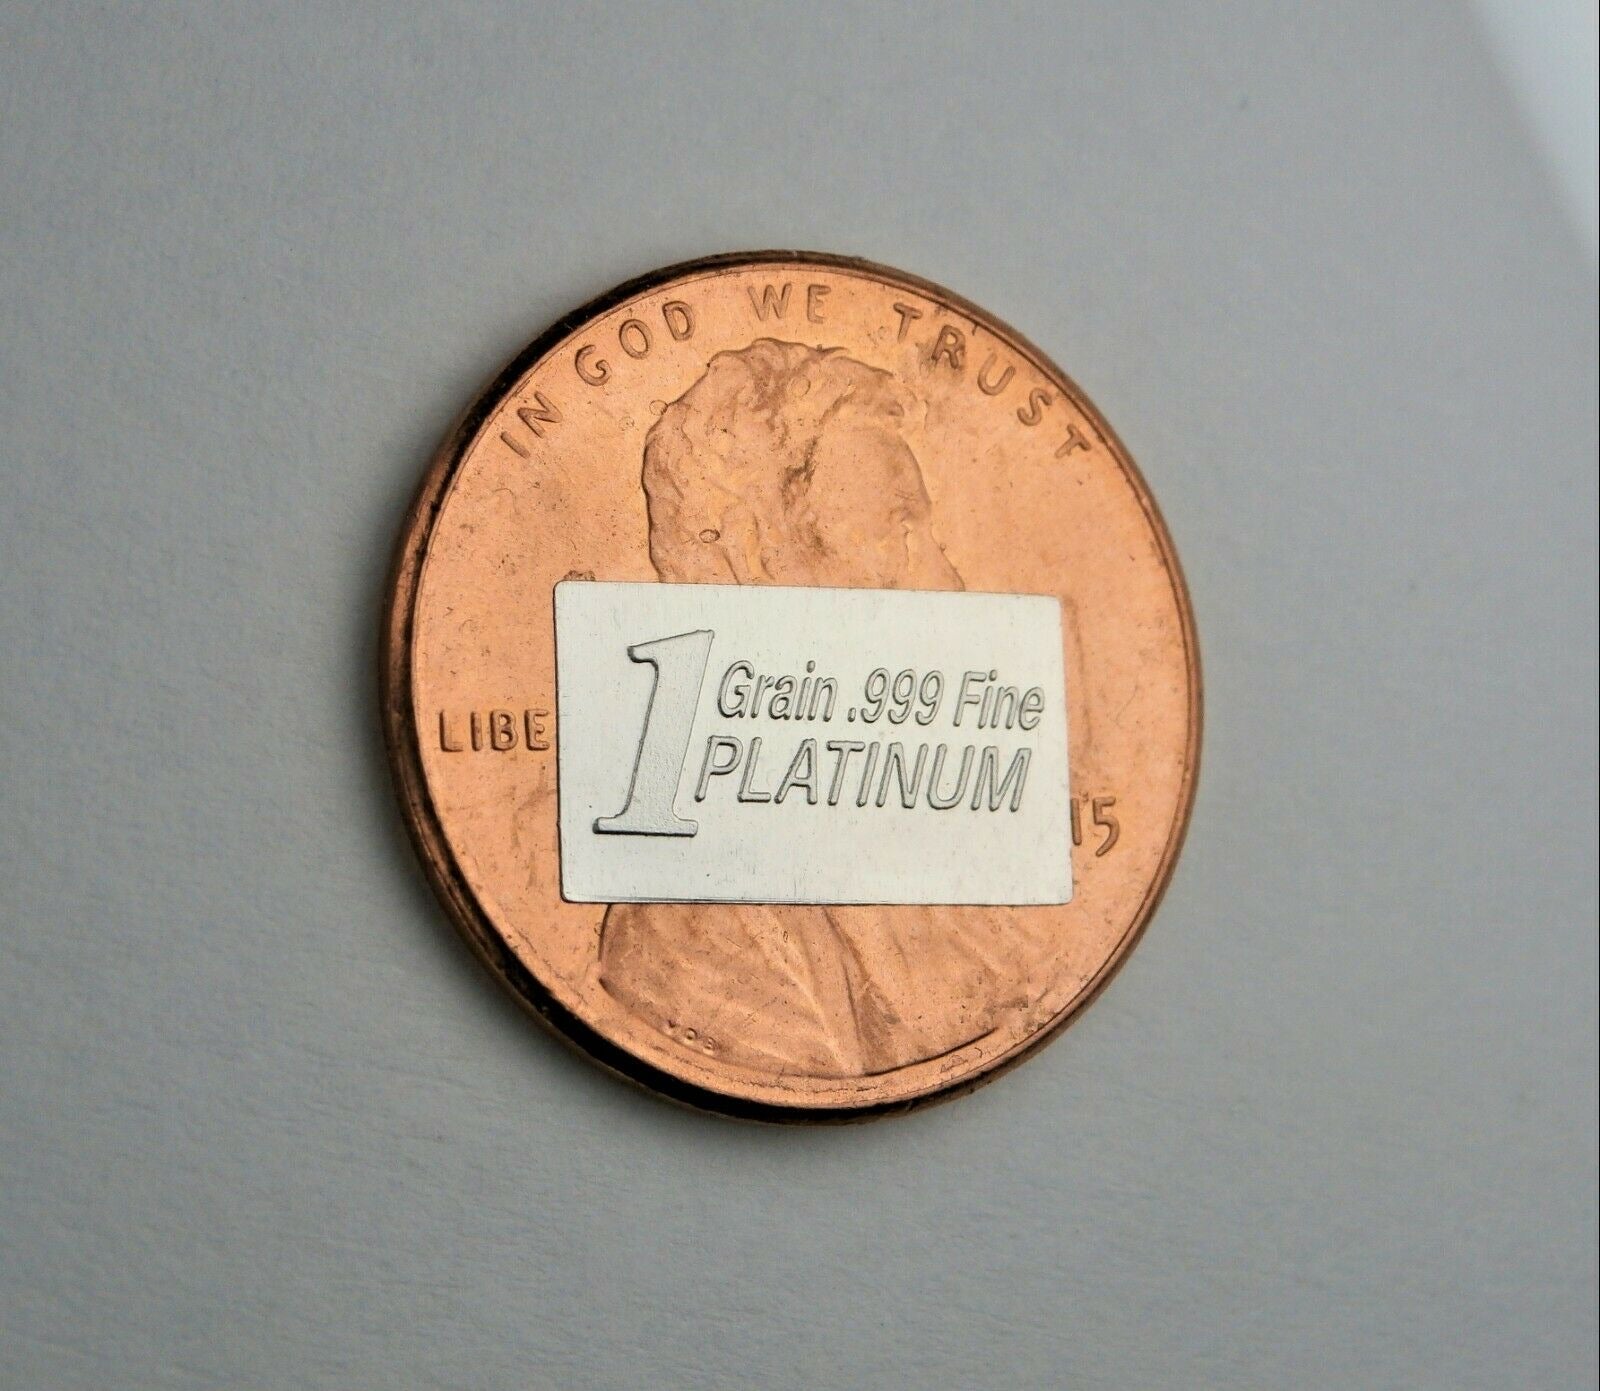 IN GOD WE TRUST
LIBE
1 Grain .999 Fine
PLATINUM
15